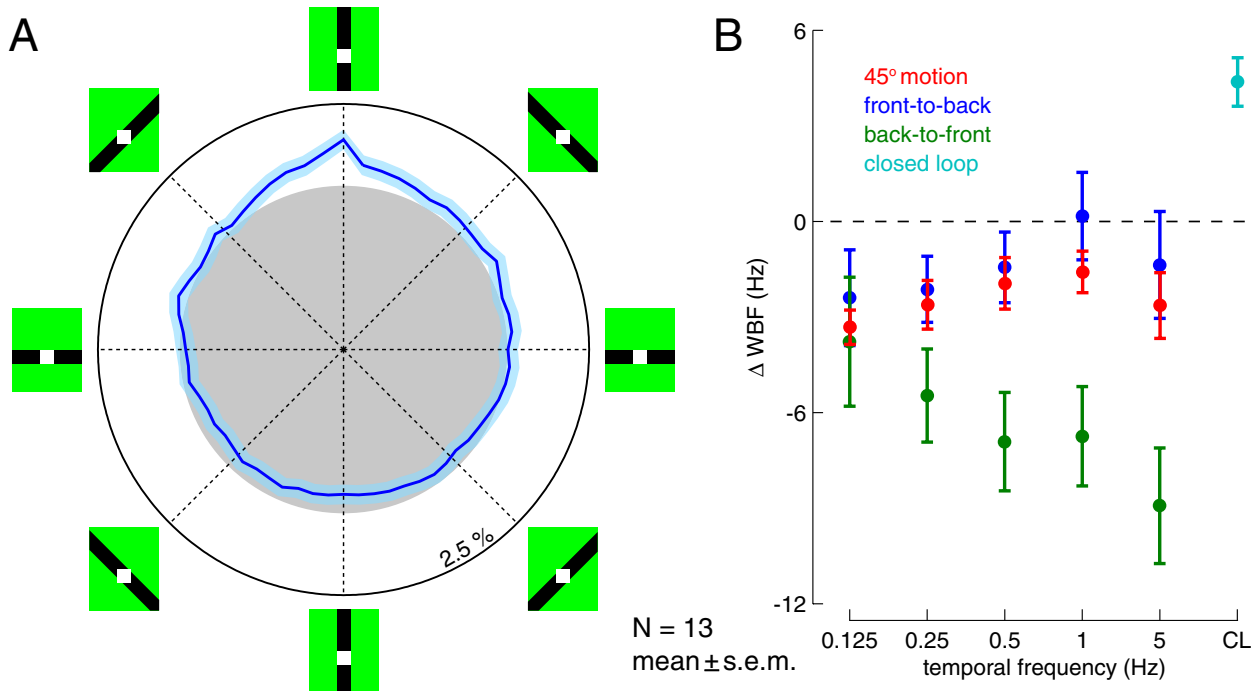 A
2.5 %
N = 13
mean ± s.e.m.
B
6
0
-6
-12
Δ WBF (Hz)
45° motion
front-to-back
back-to-front
closed loop
0.125 0.25 0.5 1 5 CL
temporal frequency (Hz)